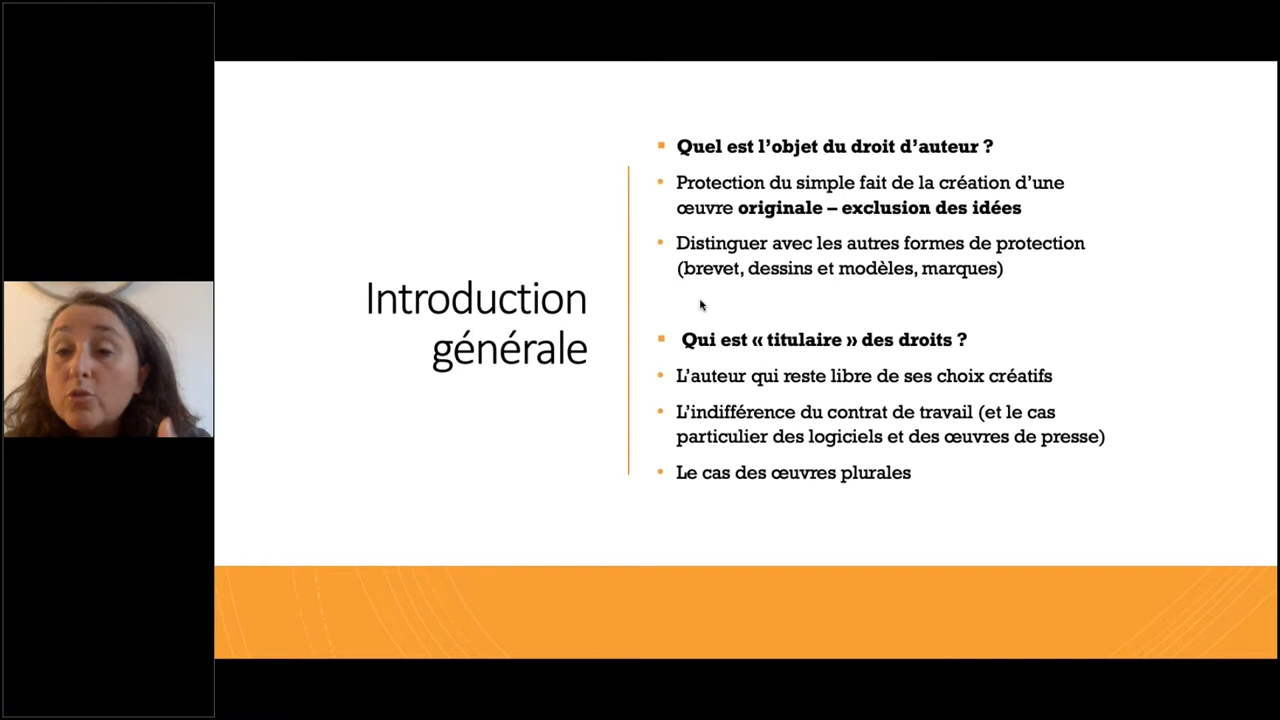 Introduction
générale
Quel est l’objet du droit d’auteur ?
Protection du simple fait de la création d’une
œuvre originale – exclusion des idées
Distinguer avec les autres formes de protection
(brevet, dessins et modèles, marques)
Qui est « titulaire » des droits ?
L’auteur qui reste libre de ses choix créatifs
L’indifférence du contrat de travail (et le cas
particulier des logiciels et des œuvres de presse)
Le cas des œuvres plurales